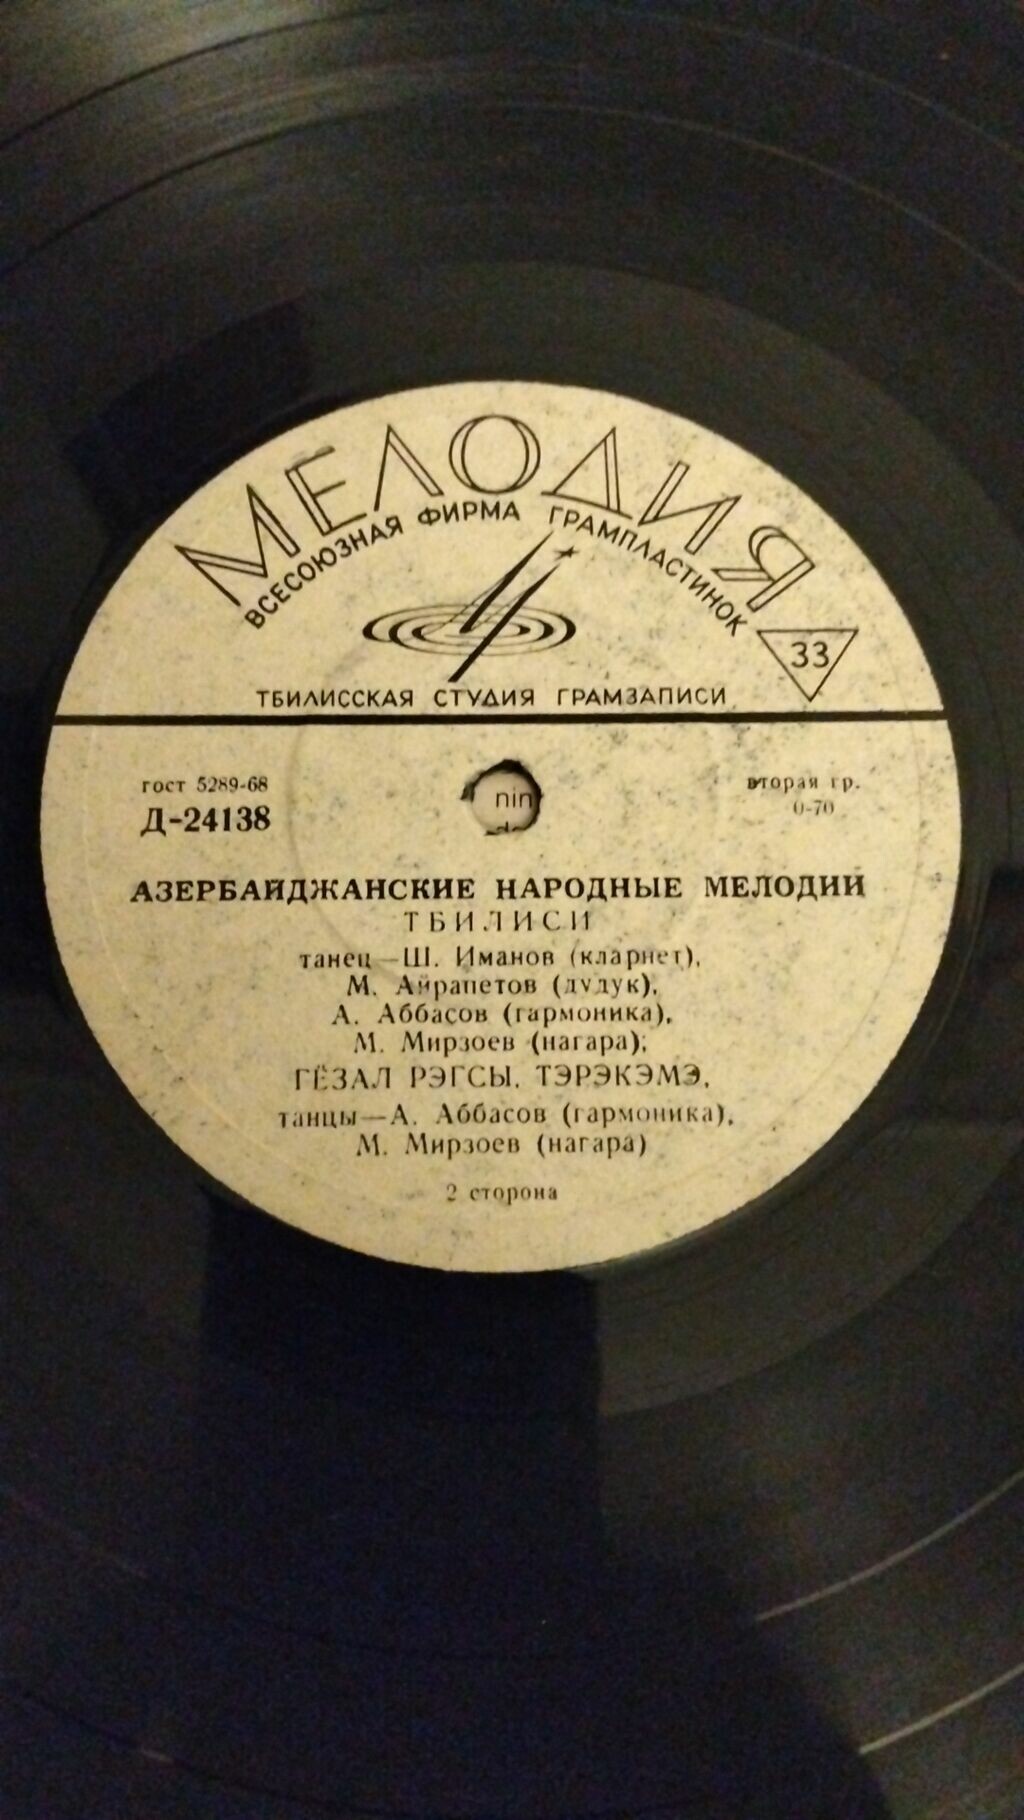 МЕЛОДИЯ
ВСЕСОЮЗНАЯ ФИРМА ГРАМПЛАСТИНОК
33
ТБИЛИССКАЯ СТУДИЯ ГРАМЗАПИСИ
гост 5289-68
вторая гр.
Д-24138
0-70
nin
АЗЕРБАЙДЖАНСКИЕ НАРОДНЫЕ МЕЛОДИИ
ТБИЛИСИ
танец—Ш. Иманов (кларнет),
М. Айрапетов (дудук),
А. Аббасов (гармоника),
М. Мирзоев (нагара);
ГЁЗАЛ РЭГСЫ, ТЭРЭКЭМЭ,
танцы—А. Аббасов (гармоника),
М. Мирзоев (нагара)
2 сторона